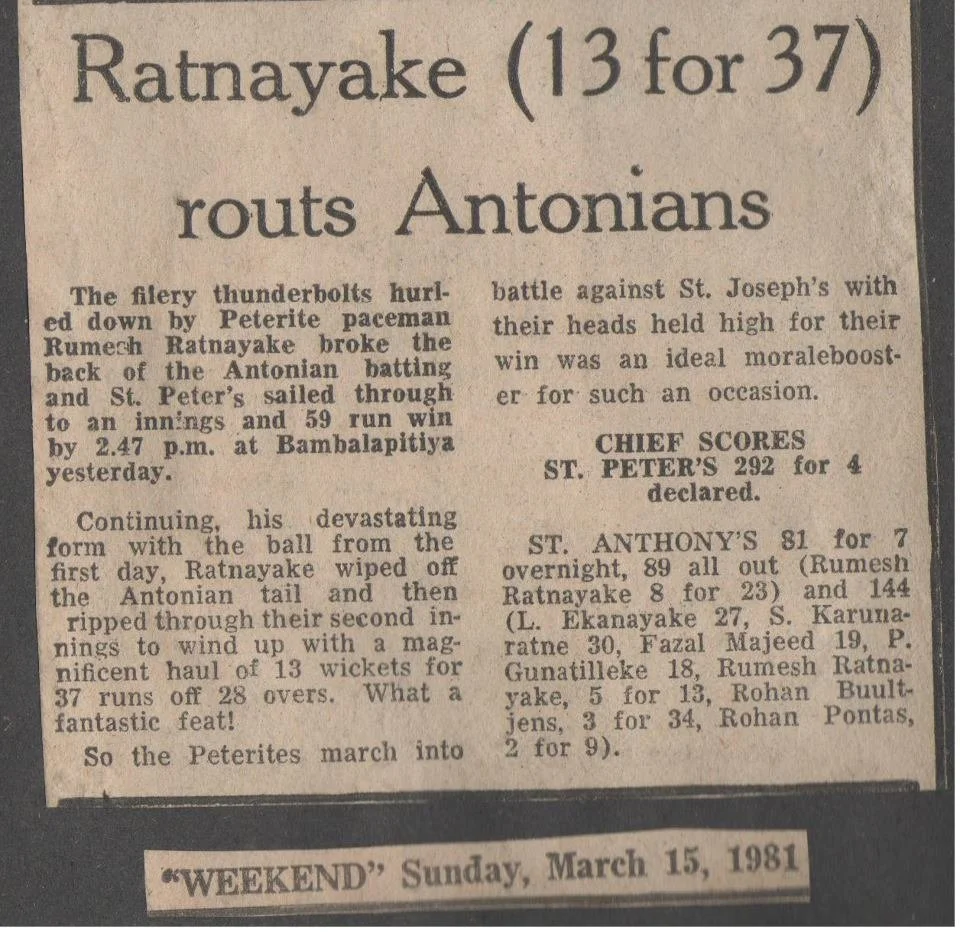 Ratnayake (13 for 37)
routs Antonians
The fiiery thunderbolts hurl-
ed down by Peterite paceman
Rumesh Ratnayake broke the
back of the Antonian batting
and St. Peter's sailed through
to an innings and 59 run win
by 2.47 p.m. at Bambalapitiya
yesterday.
Continuing, his devastating
form with the ball from the
first day, Ratnayake wiped off
the Antonian tail and then
ripped through their second in-
nings to wind up with a mag-
nificent haul of 13 wickets for
37 runs off 28 overs. What a
fantastic feat!
So the Peterites march into
battle against St. Joseph's with
their heads held high for their
win was an ideal moraleboost-
er for such an occasion.
CHIEF SCORES
ST. PETER'S 292 for 4
declared.
ST. ANTHONY'S 81 for 7
overnight, 89 all out (Rumesh
Ratnayake 8 for 23) and 144
(L. Ekanayake 27, S. Karuna-
ratne 30, Fazal Majeed 19, P.
Gunatilleke 18, Rumesh Ratna-
yake, 5 for 13, Rohan Buult-
jens, 3 for 34, Rohan Pontas,
2 for 9).
"WEEKEND" Sunday, March 15, 1981